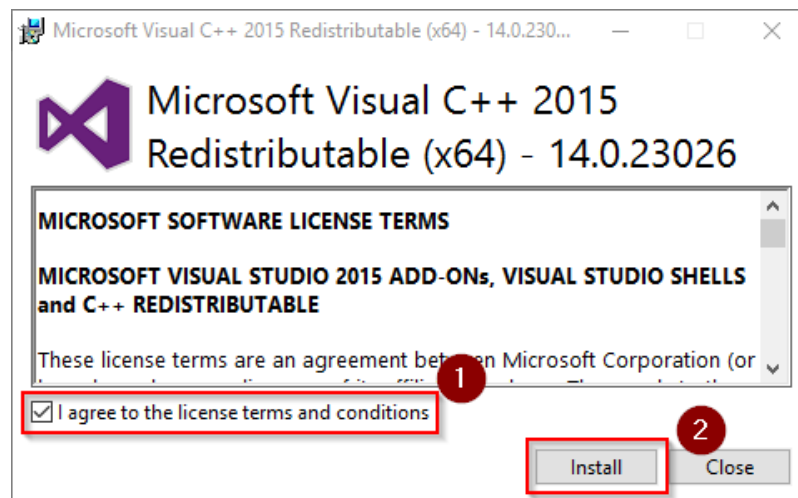 Microsoft Visual C++ 2015 Redistributable (x64) - 14.0.230...
Microsoft Visual C++ 2015
Redistributable (x64) - 14.0.23026
MICROSOFT SOFTWARE LICENSE TERMS
MICROSOFT VISUAL STUDIO 2015 ADD-ONs, VISUAL STUDIO SHELLS
and C++ REDISTRIBUTABLE
These license terms are an agreement between Microsoft Corporation (or
1
I agree to the license terms and conditions
2
Install
Close